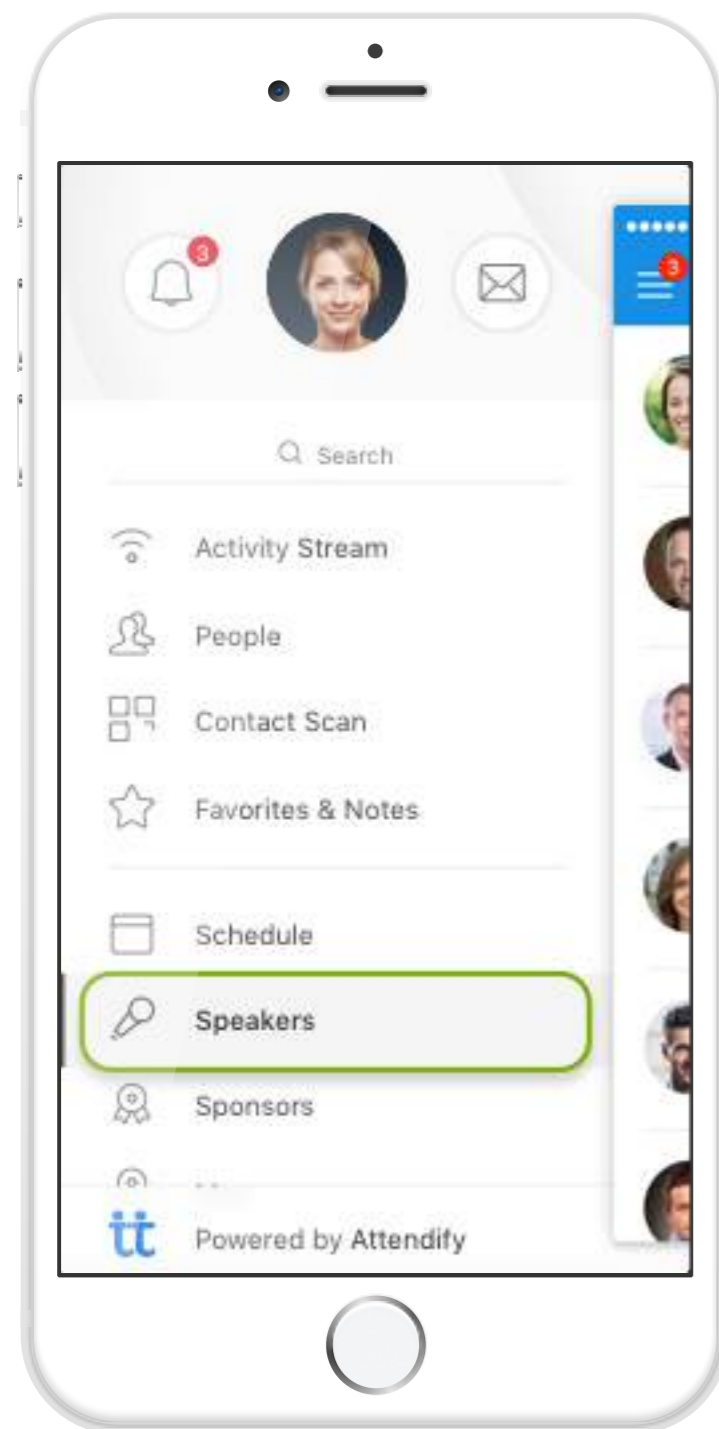 3
3
Search
Activity Stream
People
Contact Scan
Favorites & Notes
Schedule
Speakers
Sponsors
Powered by Attendify